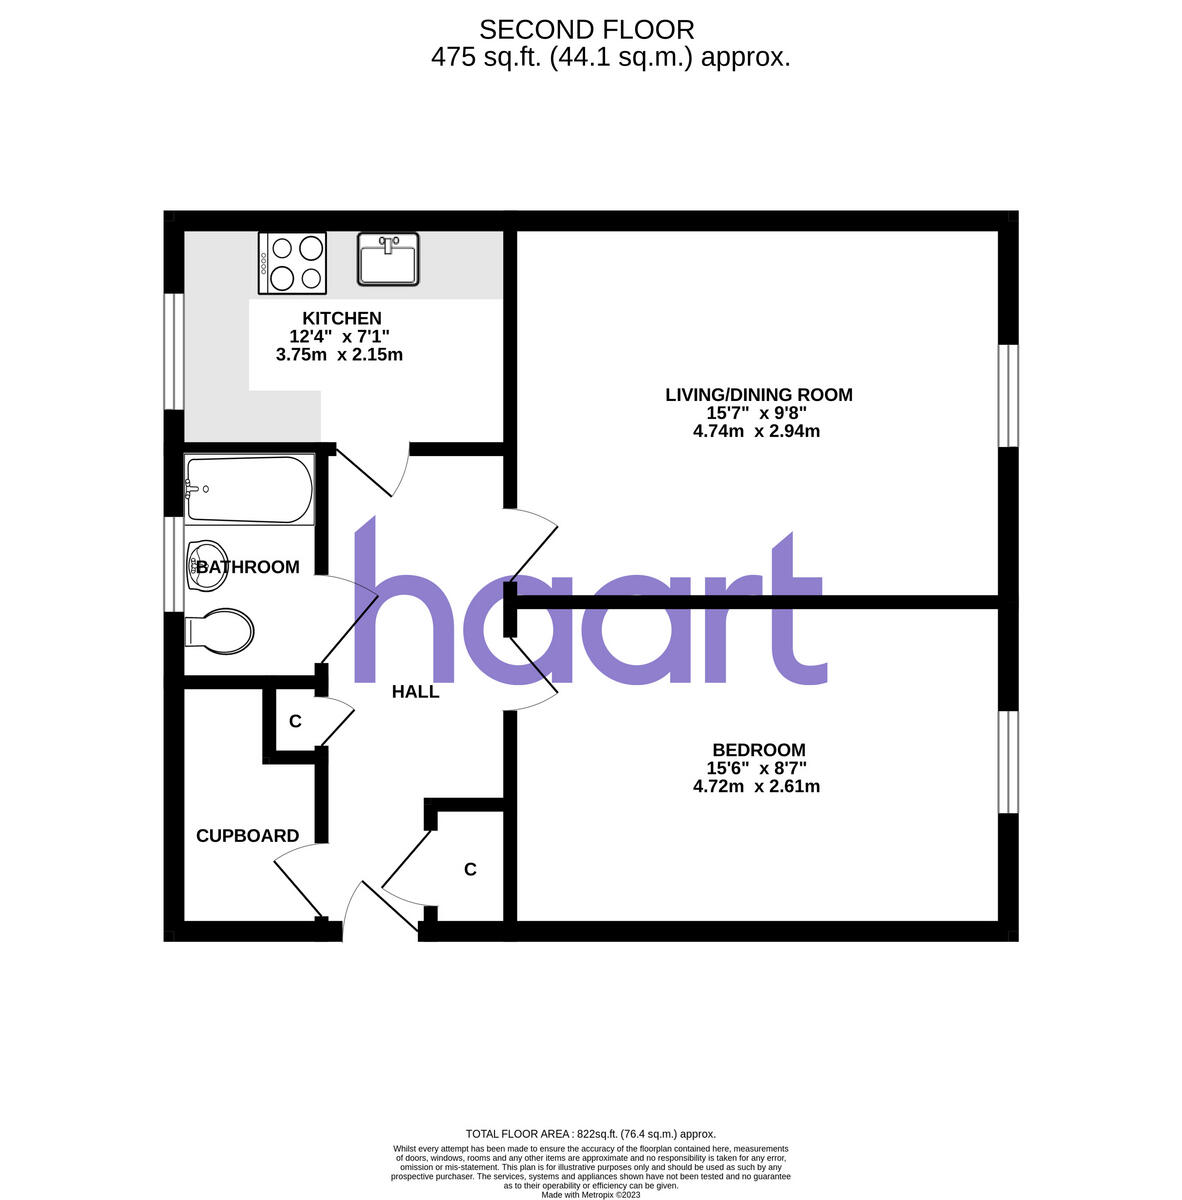 SECOND FLOOR
475 sq.ft. (44.1 sq.m.) approx.
KITCHEN
12'4" x 7'1"
3.75m x 2.15m
LIVING/DINING ROOM
15'7" x 9'8"
4.74m x 2.94m
BATHROOM
haart
HALL
C
BEDROOM
15'6" x 8'7"
4.72m x 2.61m
CUPBOARD
C
TOTAL FLOOR AREA : 822sq.ft. (76.4 sq.m.) approx.
Whilst every attempt has been made to ensure the accuracy of the floorplan contained here, measurements
of doors, windows, rooms and any other items are approximate and no responsibility is taken for any error,
omission or mis-statement. This plan is for illustrative purposes only and should be used as such by any
prospective purchaser. The services, systems and appliances shown have not been tested and no guarantee
as to their operability or efficiency can be given.
Made with Metropix ©2023